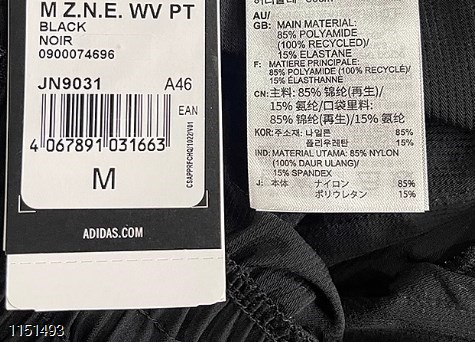 M Z.N.E. WV PT
BLACK
NOIR
0900074696
JN9031 A46
EAN
4 067891 031663
M
ADIDAS.COM
AU/
GB: MAIN MATERIAL:
85% POLYAMIDE
(100% RECYCLED)/
15% ELASTANE
F: MATIERE PRINCIPALE:
85% POLYAMIDE (100% RECYCLÉ)/
15% ÉLASTHANNE
CN: 主料: 85% 锦纶(再生)/
15% 氨纶/口袋里料:
85% 锦纶(再生)/15% 氨纶
KOR: 주소재: 나일론 85%
폴리우레탄 15%
IND: MATERIAL UTAMA: 85% NYLON
(100% DAUR ULANG)/
15% SPANDEX
J: 本体 ナイロン 85%
ポリウレタン 15%
1151493